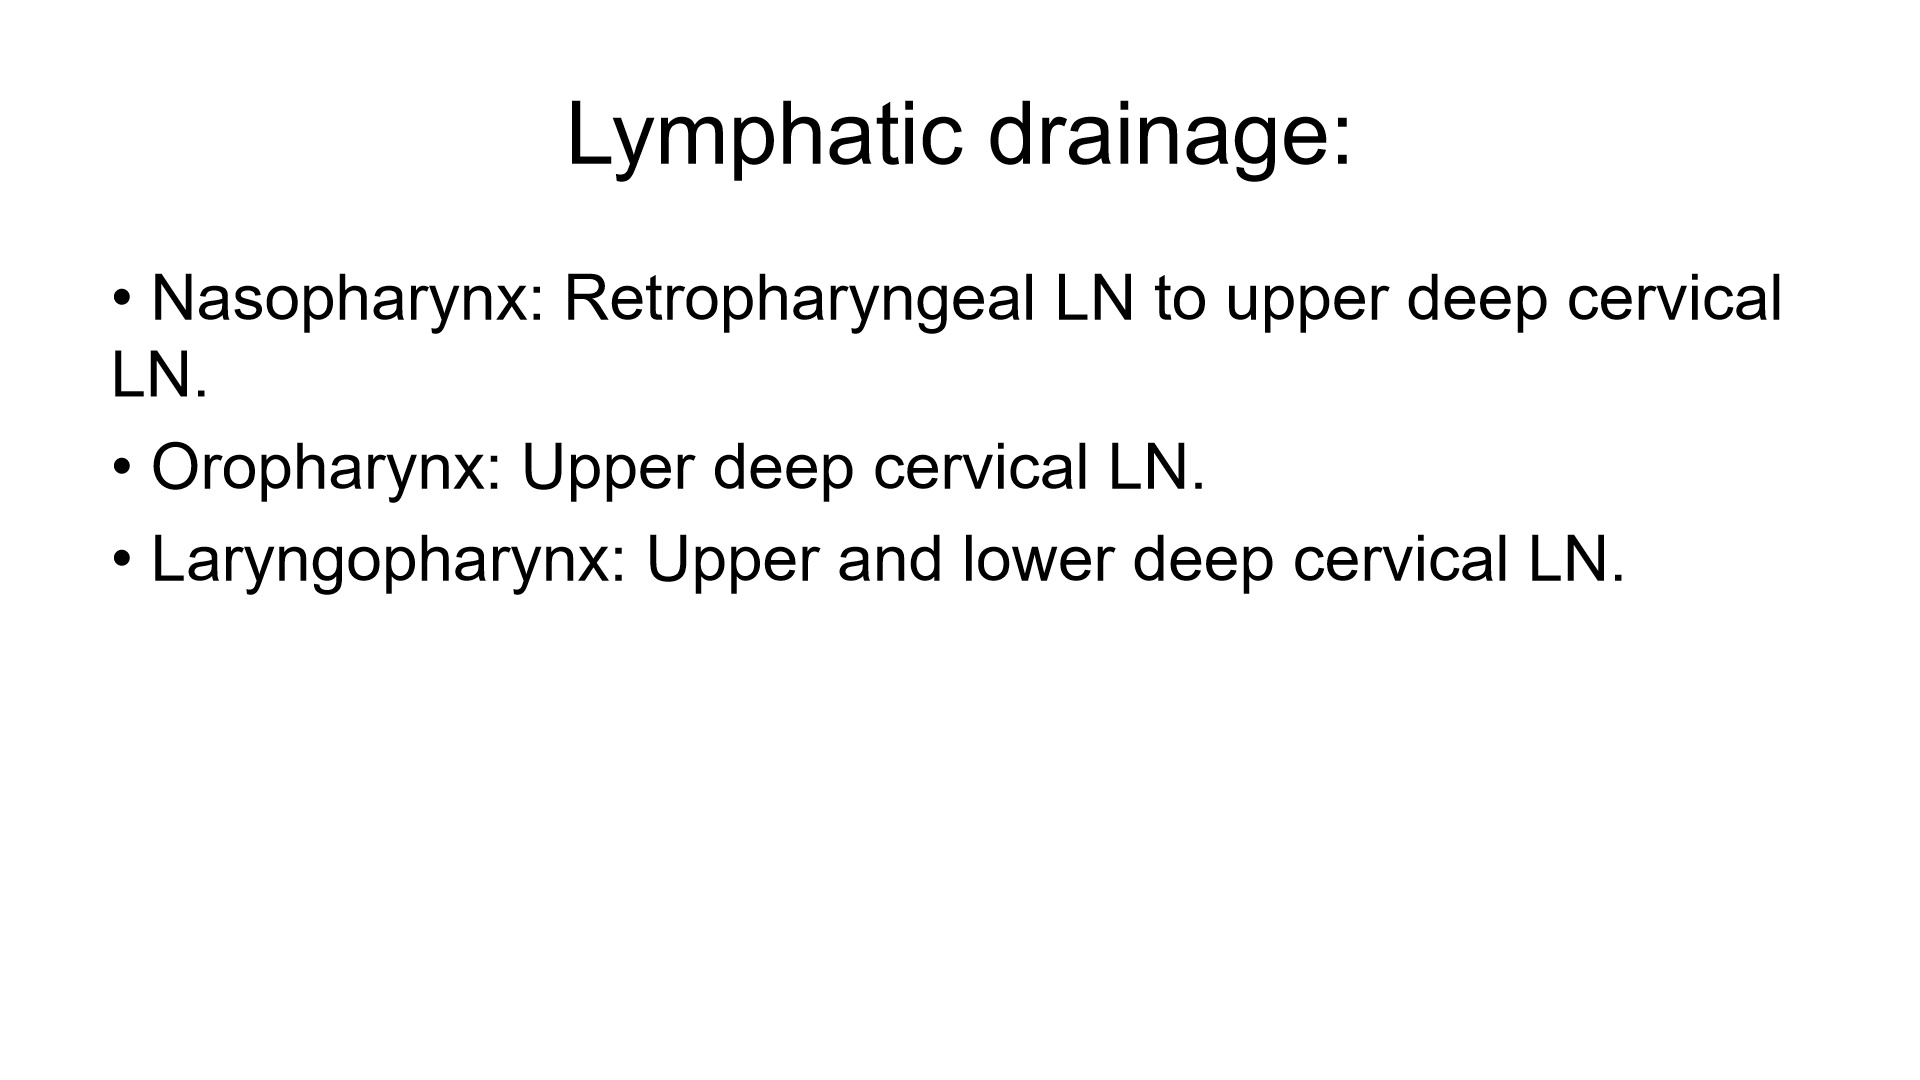 Lymphatic drainage:
• Nasopharynx: Retropharyngeal LN to upper deep cervical
LN.
• Oropharynx: Upper deep cervical LN.
• Laryngopharynx: Upper and lower deep cervical LN.